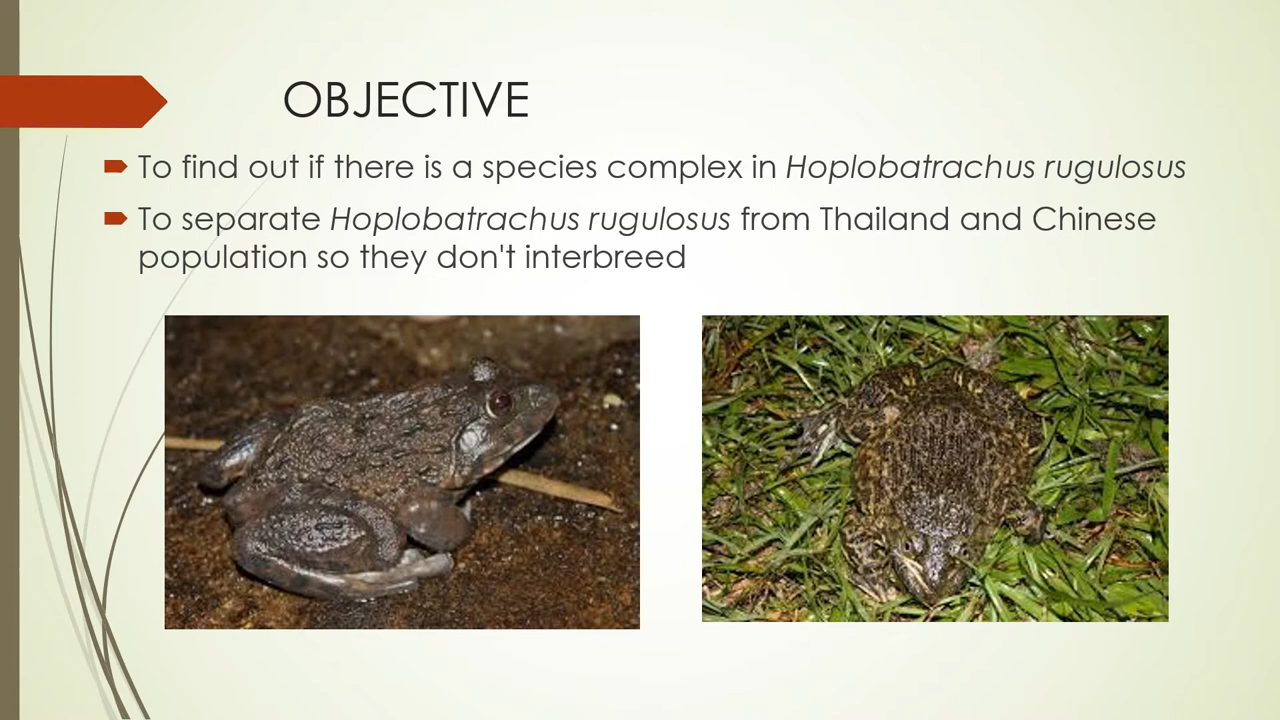 OBJECTIVE
To find out if there is a species complex in Hoplobatrachus rugulosus
To separate Hoplobatrachus rugulosus from Thailand and Chinese
population so they don't interbreed